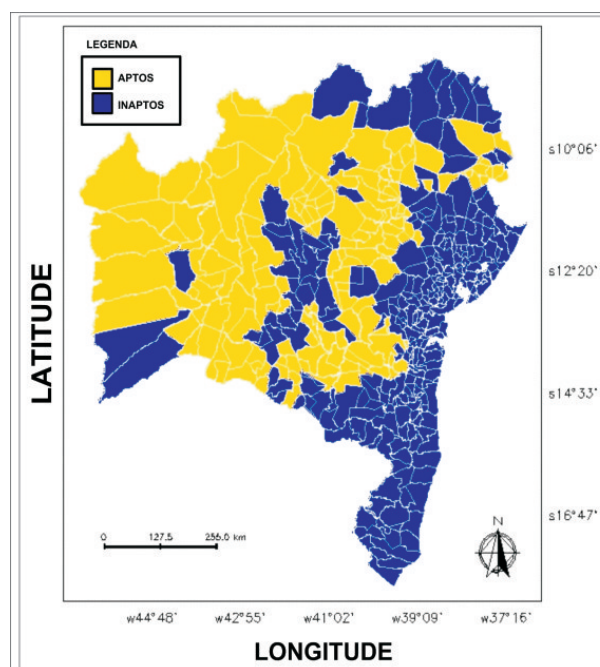 LEGENDA
APTOS
INAPTOS
s10°06'
s12°20'
s14°33'
s16°47'
LATITUDE
0 127.5 255.0 km
N
w44°48' w42°55' w41°02' w39°09' w37°16'
LONGITUDE